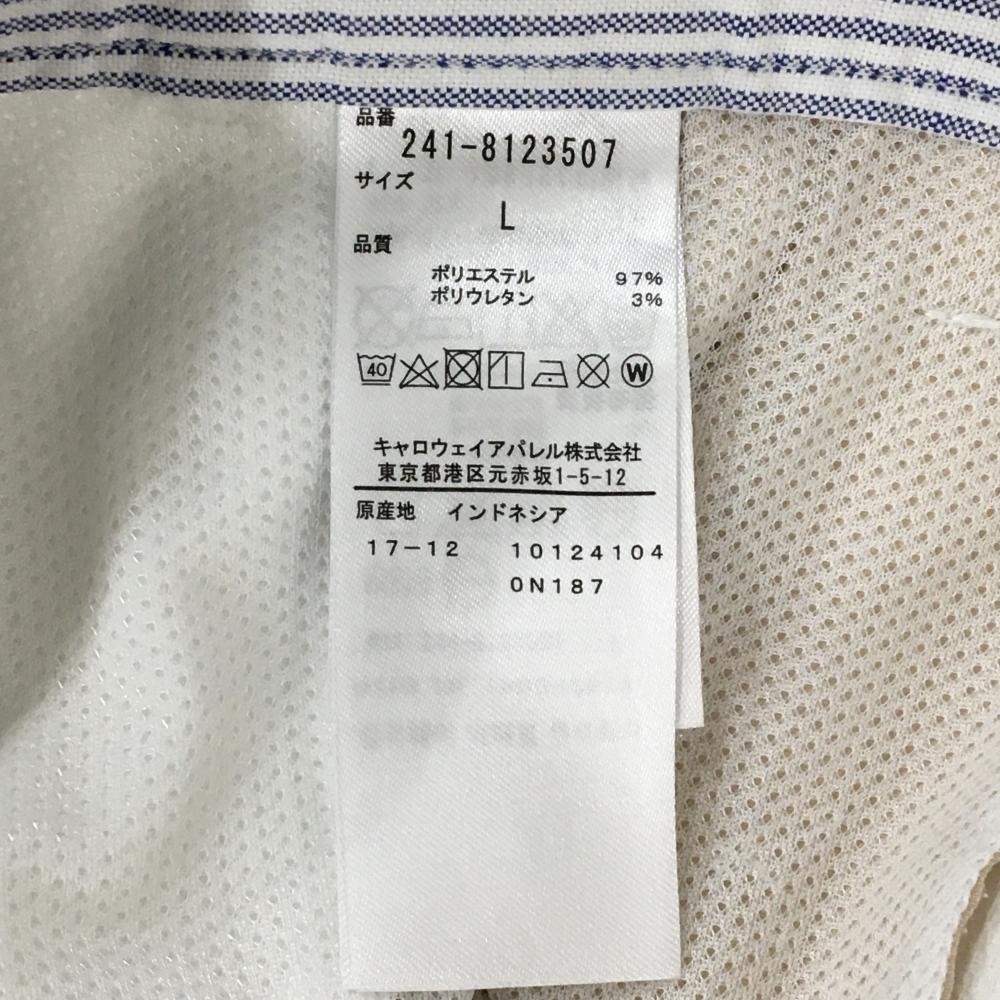 品番
241-8123507
サイズ
L
品質
ポリエステル 97%
ポリウレタン 3%
40 W
キャロウェイアパレル株式会社
東京都港区元赤坂1-5-12
原産地 インドネシア
17-12 10124104
0N187